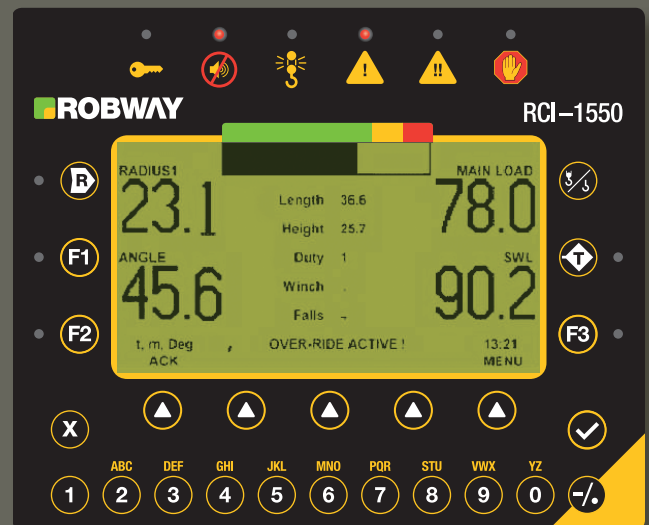 !
!!
ROBWAY
RCI–1550
RADIUS1
23.1
MAIN LOAD
78.0
Length 36.6
Height 25.7
Duty 1
Winch .
Falls -
ANGLE
45.6
SWL
90.2
t, m. Deg , OVER-RIDE ACTIVE ! 13:21
ACK MENU
R
F1
F2
T
F3
X
ABC DEF GHI JKL MNO PQR STU VWX YZ
1 2 3 4 5 6 7 8 9 0 -/.